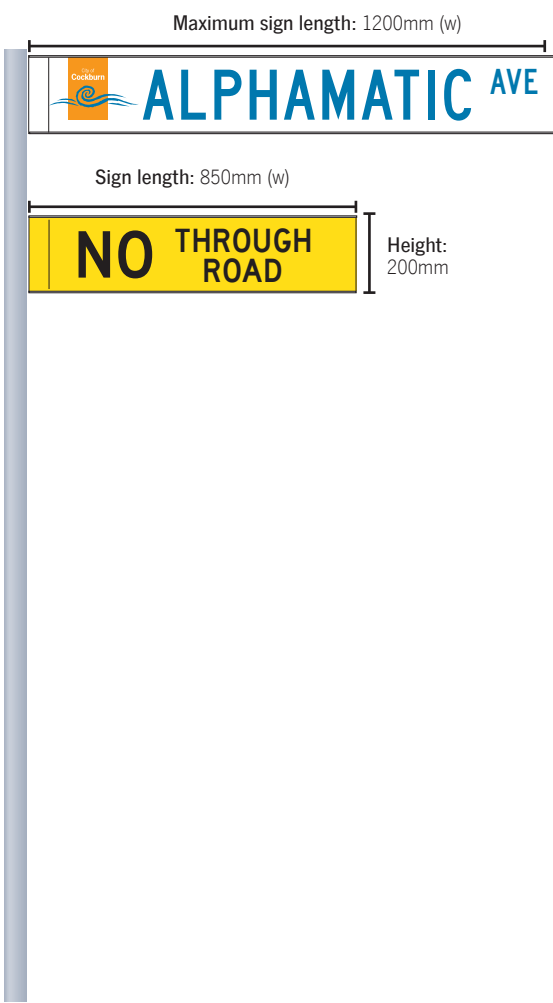 Maximum sign length: 1200mm (w)
City of
Cockburn
ALPHAMATIC AVE
Sign length: 850mm (w)
NO THROUGH
ROAD
Height:
200mm